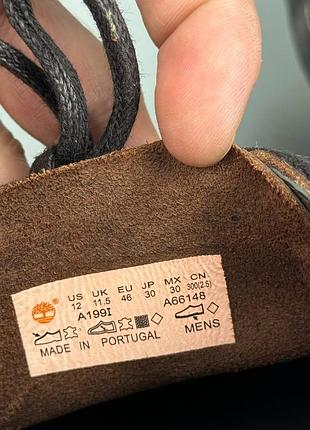 US UK EU JP MX CN
12 11.5 46 30 30 300(2.5)
A199I A66148
MADE IN PORTUGAL MENS